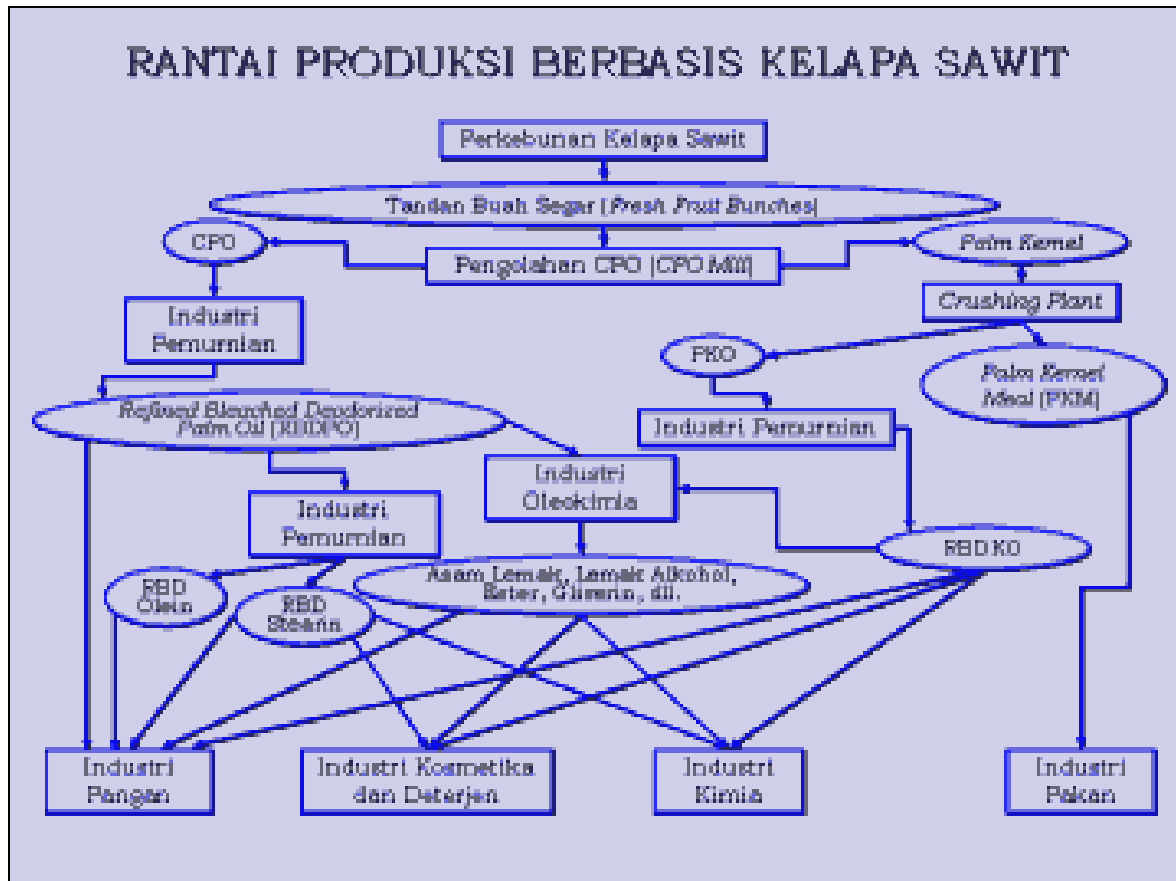 RANTAI PRODUKSI BERBASIS KELAPA SAWIT
Perkebunan Kelapa Sawit
Tandan Buah Segar (Fresh Fruit Bunches)
CPO
Pengolahan CPO (CPO Mill)
Palm Kernel
Industri
Pemurnian
Crushing Plant
PKO
Palm Kernel
Meal (PKM)
Refined Bleached Deodorized
Palm Oil (RBDPO)
Industri Pemurnian
Industri
Oleokimia
Industri
Pemurnian
RBD KO
RBD
Olein
RBD
Stearin
Asam Lemak, Lemak Alkohol,
Ester, Gliserin, dll.
Industri
Pangan
Industri Kosmetika
dan Deterjen
Industri
Kimia
Industri
Pakan